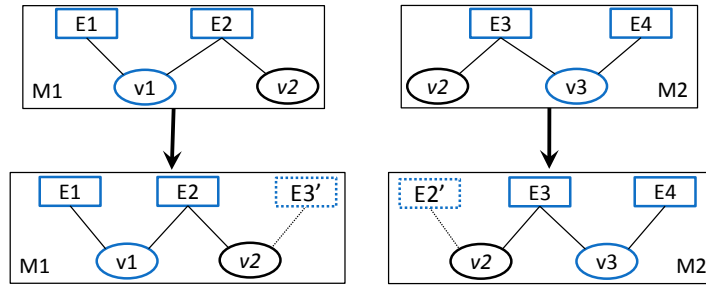 E1 E2
v1 v2
M1
E3 E4
v2 v3
M2
E1 E2 E3’
v1 v2
M1
E2’ E3 E4
v2 v3
M2